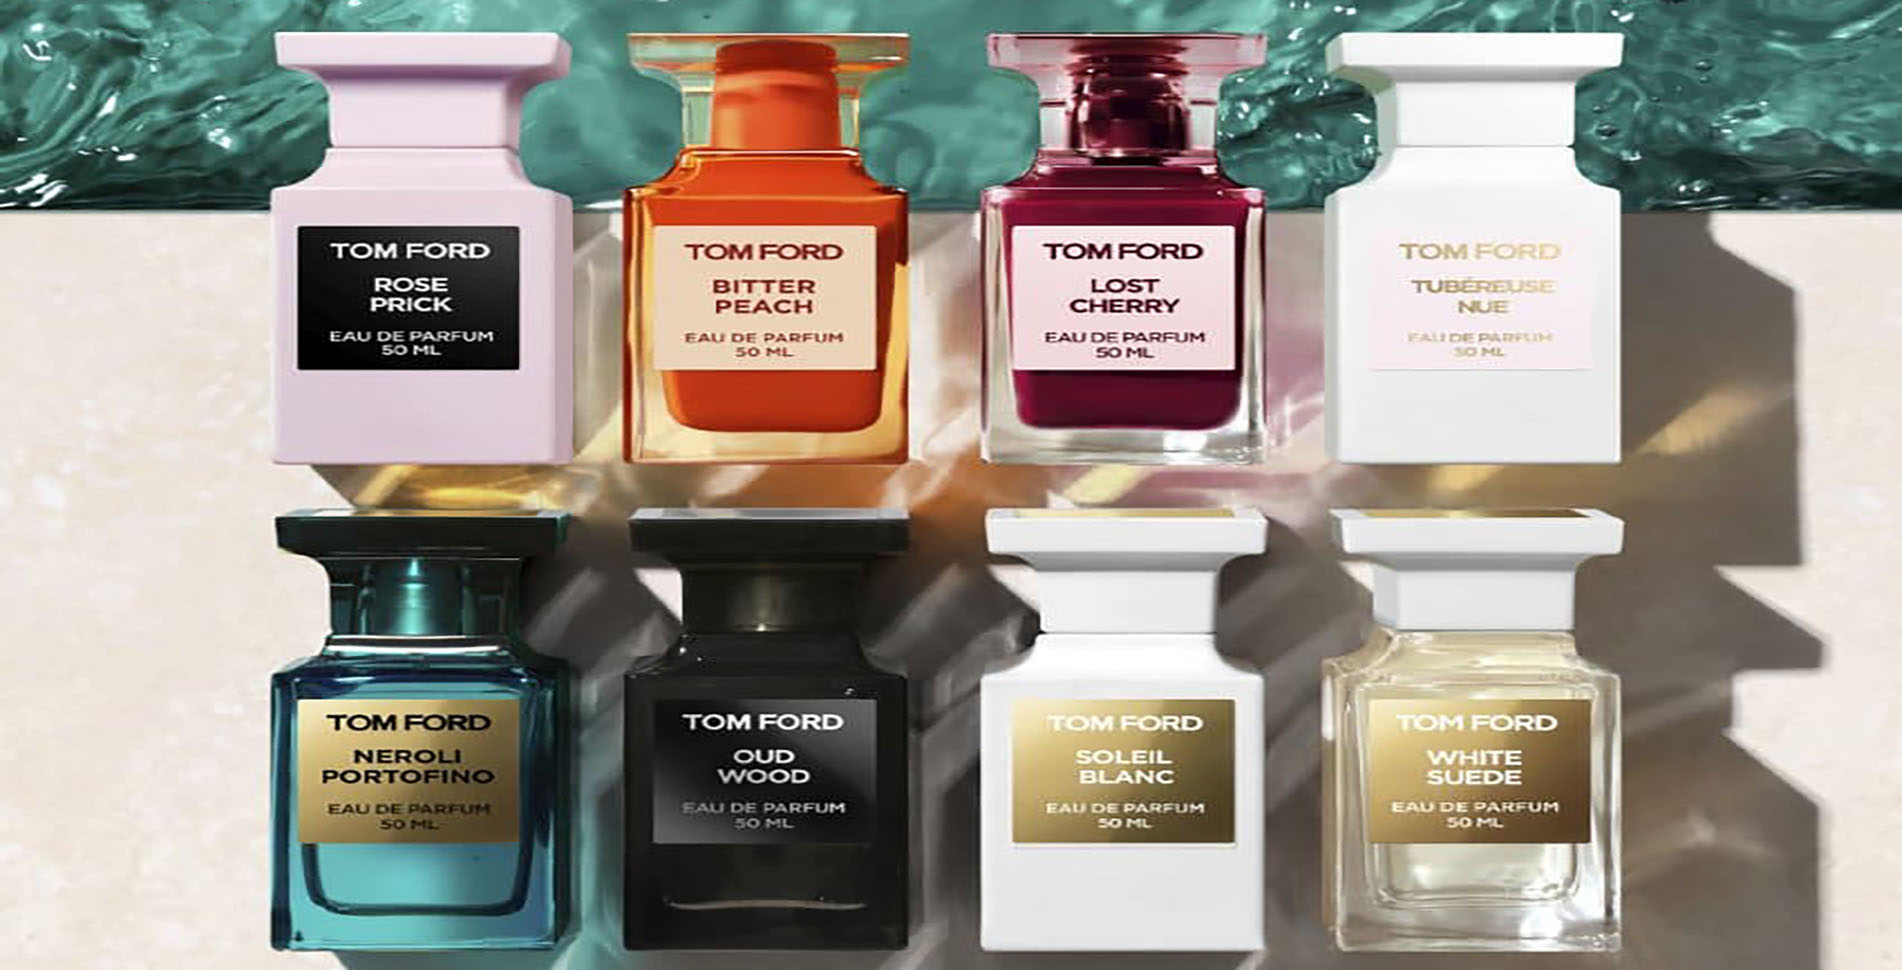 TOM FORD
ROSE
PRICK
EAU DE PARFUM
50 ML
TOM FORD
BITTER
PEACH
EAU DE PARFUM
50 ML
TOM FORD
LOST
CHERRY
EAU DE PARFUM
50 ML
TOM FORD
TUBÉREUSE
NUE
EAU DE PARFUM
50 ML
TOM FORD
NEROLI
PORTOFINO
EAU DE PARFUM
50 ML
TOM FORD
OUD
WOOD
EAU DE PARFUM
50 ML
TOM FORD
SOLEIL
BLANC
EAU DE PARFUM
50 ML
TOM FORD
WHITE
SUEDE
EAU DE PARFUM
50 ML